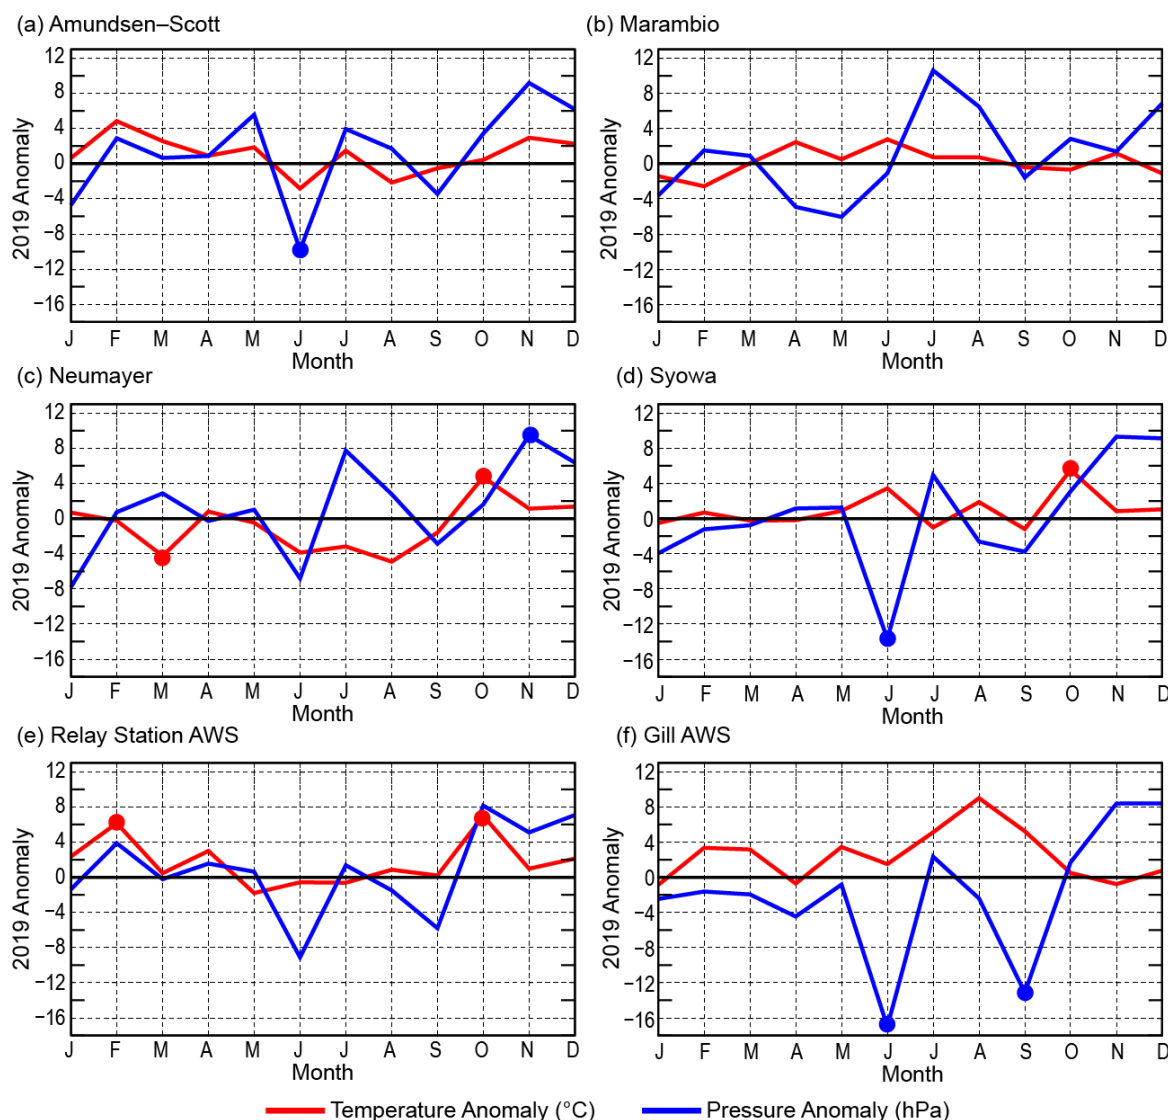 (a) Amundsen–Scott
12
8
4
0
−4
−8
−12
−16
2019 Anomaly
J F M A M J J A S O N D
Month
(b) Marambio
12
8
4
0
−4
−8
−12
−16
2019 Anomaly
J F M A M J J A S O N D
Month
(c) Neumayer
12
8
4
0
−4
−8
−12
−16
2019 Anomaly
J F M A M J J A S O N D
Month
(d) Syowa
12
8
4
0
−4
−8
−12
−16
2019 Anomaly
J F M A M J J A S O N D
Month
(e) Relay Station AWS
12
8
4
0
−4
−8
−12
−16
2019 Anomaly
J F M A M J J A S O N D
Month
(f) Gill AWS
12
8
4
0
−4
−8
−12
−16
2019 Anomaly
J F M A M J J A S O N D
Month
Temperature Anomaly (°C)
Pressure Anomaly (hPa)